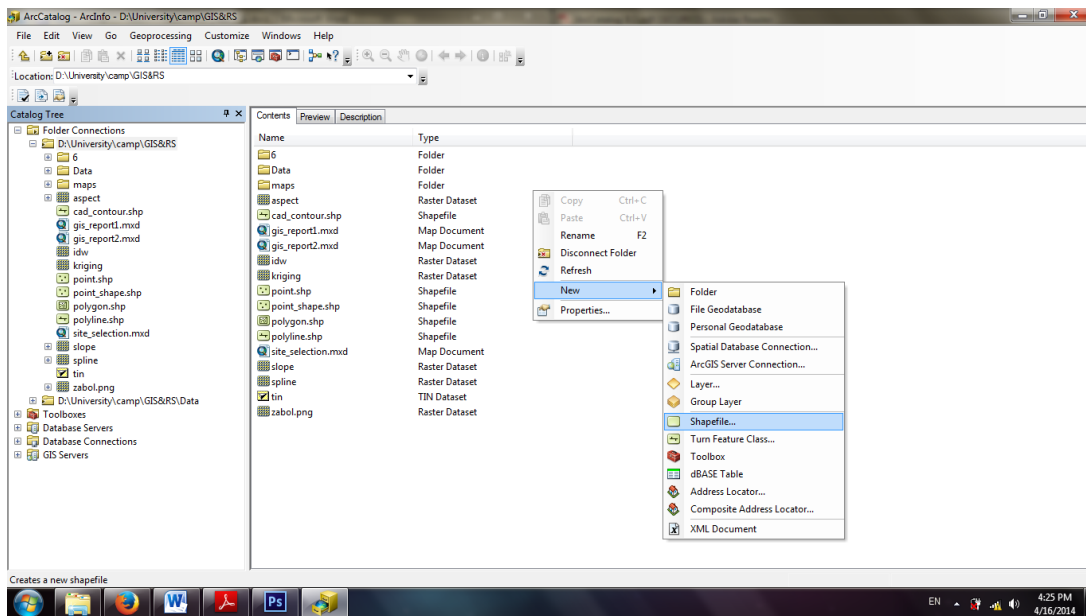 ArcCatalog - ArcInfo - D:\University\camp\GIS&RS
File Edit View Go Geoprocessing Customize Windows Help
Location: D:\University\camp\GIS&RS
Catalog Tree
Folder Connections
D:\University\camp\GIS&RS
6
Data
maps
aspect
cad_contour.shp
gis_report1.mxd
gis_report2.mxd
idw
kriging
point.shp
point_shape.shp
polygon.shp
polyline.shp
site_selection.mxd
slope
spline
tin
zabol.png
D:\University\camp\GIS&RS\Data
Toolboxes
Database Servers
Database Connections
GIS Servers
Contents Preview Description
Name Type
6 Folder
Data Folder
maps Folder
aspect Raster Dataset
cad_contour.shp Shapefile
gis_report1.mxd Map Document
gis_report2.mxd Map Document
idw Raster Dataset
kriging Raster Dataset
point.shp Shapefile
point_shape.shp Shapefile
polygon.shp Shapefile
polyline.shp Shapefile
site_selection.mxd Map Document
slope Raster Dataset
spline Raster Dataset
tin TIN Dataset
zabol.png Raster Dataset
Copy Ctrl+C
Paste Ctrl+V
Rename F2
Disconnect Folder
Refresh
New
Properties...
Folder
File Geodatabase
Personal Geodatabase
Spatial Database Connection...
ArcGIS Server Connection...
Layer...
Group Layer
Shapefile...
Turn Feature Class...
Toolbox
dBASE Table
Address Locator...
Composite Address Locator...
XML Document
Creates a new shapefile
W
Ps
EN
4:25 PM
4/16/2014